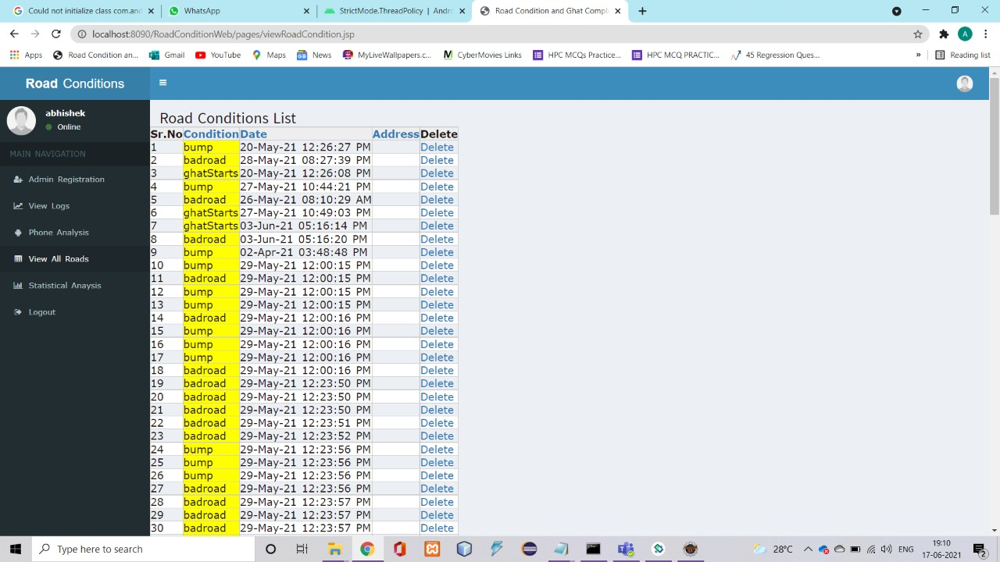 Could not initialize class com.and
WhatsApp
StrictMode.ThreadPolicy | Andro
Road Condition and Ghat Compl
localhost:8090/RoadConditionWeb/pages/viewRoadCondition.jsp
A
Apps
Road Condition an...
Gmail
YouTube
Maps
News
MyLiveWallpapers.c...
CyberMovies Links
HPC MCQs Practice...
HPC MCQ PRACTIC...
45 Regression Ques...
»
Reading list
Road Conditions
abhishek
Online
MAIN NAVIGATION
Admin Registration
View Logs
Phone Analysis
View All Roads
Statistical Anaysis
Logout
Road Conditions List
Sr.No Condition Date Address Delete
1 bump 20-May-21 12:26:27 PM Delete
2 badroad 28-May-21 08:27:39 PM Delete
3 ghatStarts 20-May-21 12:26:08 PM Delete
4 bump 27-May-21 10:44:21 PM Delete
5 badroad 26-May-21 08:10:29 AM Delete
6 ghatStarts 27-May-21 10:49:03 PM Delete
7 ghatStarts 03-Jun-21 05:16:14 PM Delete
8 badroad 03-Jun-21 05:16:20 PM Delete
9 bump 02-Apr-21 03:48:48 PM Delete
10 bump 29-May-21 12:00:15 PM Delete
11 badroad 29-May-21 12:00:15 PM Delete
12 bump 29-May-21 12:00:15 PM Delete
13 bump 29-May-21 12:00:15 PM Delete
14 badroad 29-May-21 12:00:16 PM Delete
15 bump 29-May-21 12:00:16 PM Delete
16 bump 29-May-21 12:00:16 PM Delete
17 bump 29-May-21 12:00:16 PM Delete
18 badroad 29-May-21 12:00:16 PM Delete
19 badroad 29-May-21 12:23:50 PM Delete
20 badroad 29-May-21 12:23:50 PM Delete
21 badroad 29-May-21 12:23:50 PM Delete
22 badroad 29-May-21 12:23:51 PM Delete
23 badroad 29-May-21 12:23:52 PM Delete
24 bump 29-May-21 12:23:56 PM Delete
25 bump 29-May-21 12:23:56 PM Delete
26 bump 29-May-21 12:23:56 PM Delete
27 badroad 29-May-21 12:23:56 PM Delete
28 badroad 29-May-21 12:23:57 PM Delete
29 badroad 29-May-21 12:23:57 PM Delete
30 badroad 29-May-21 12:23:57 PM Delete
Type here to search
28°C
ENG
19:10
17-06-2021
2